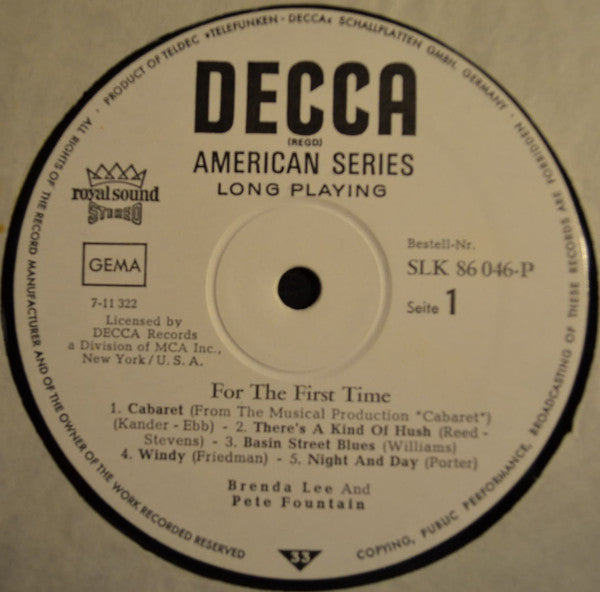 ALL RIGHTS OF THE RECORD MANUFACTURER AND OF THE OWNER OF THE WORK RECORDED RESERVED · PRODUCT OF TELDEC »TELEFUNKEN - DECCA« SCHALLPLATTEN GMBH, GERMANY · COPYING, PUBLIC PERFORMANCE, BROADCASTING OF THESE RECORDS ARE FORBIDDEN
DECCA
(REGD)
AMERICAN SERIES
LONG PLAYING
royal sound
STEREO
GEMA
7-11 322
Licensed by
DECCA Records
a Division of MCA Inc.,
New York/U.S.A.
Bestell-Nr.
SLK 86 046-P
Seite 1
For The First Time
1. Cabaret (From The Musical Production "Cabaret")
(Kander - Ebb) - 2. There's A Kind Of Hush (Reed -
Stevens) - 3. Basin Street Blues (Williams)
4. Windy (Friedman) - 5. Night And Day (Porter)
Brenda Lee And
Pete Fountain
33